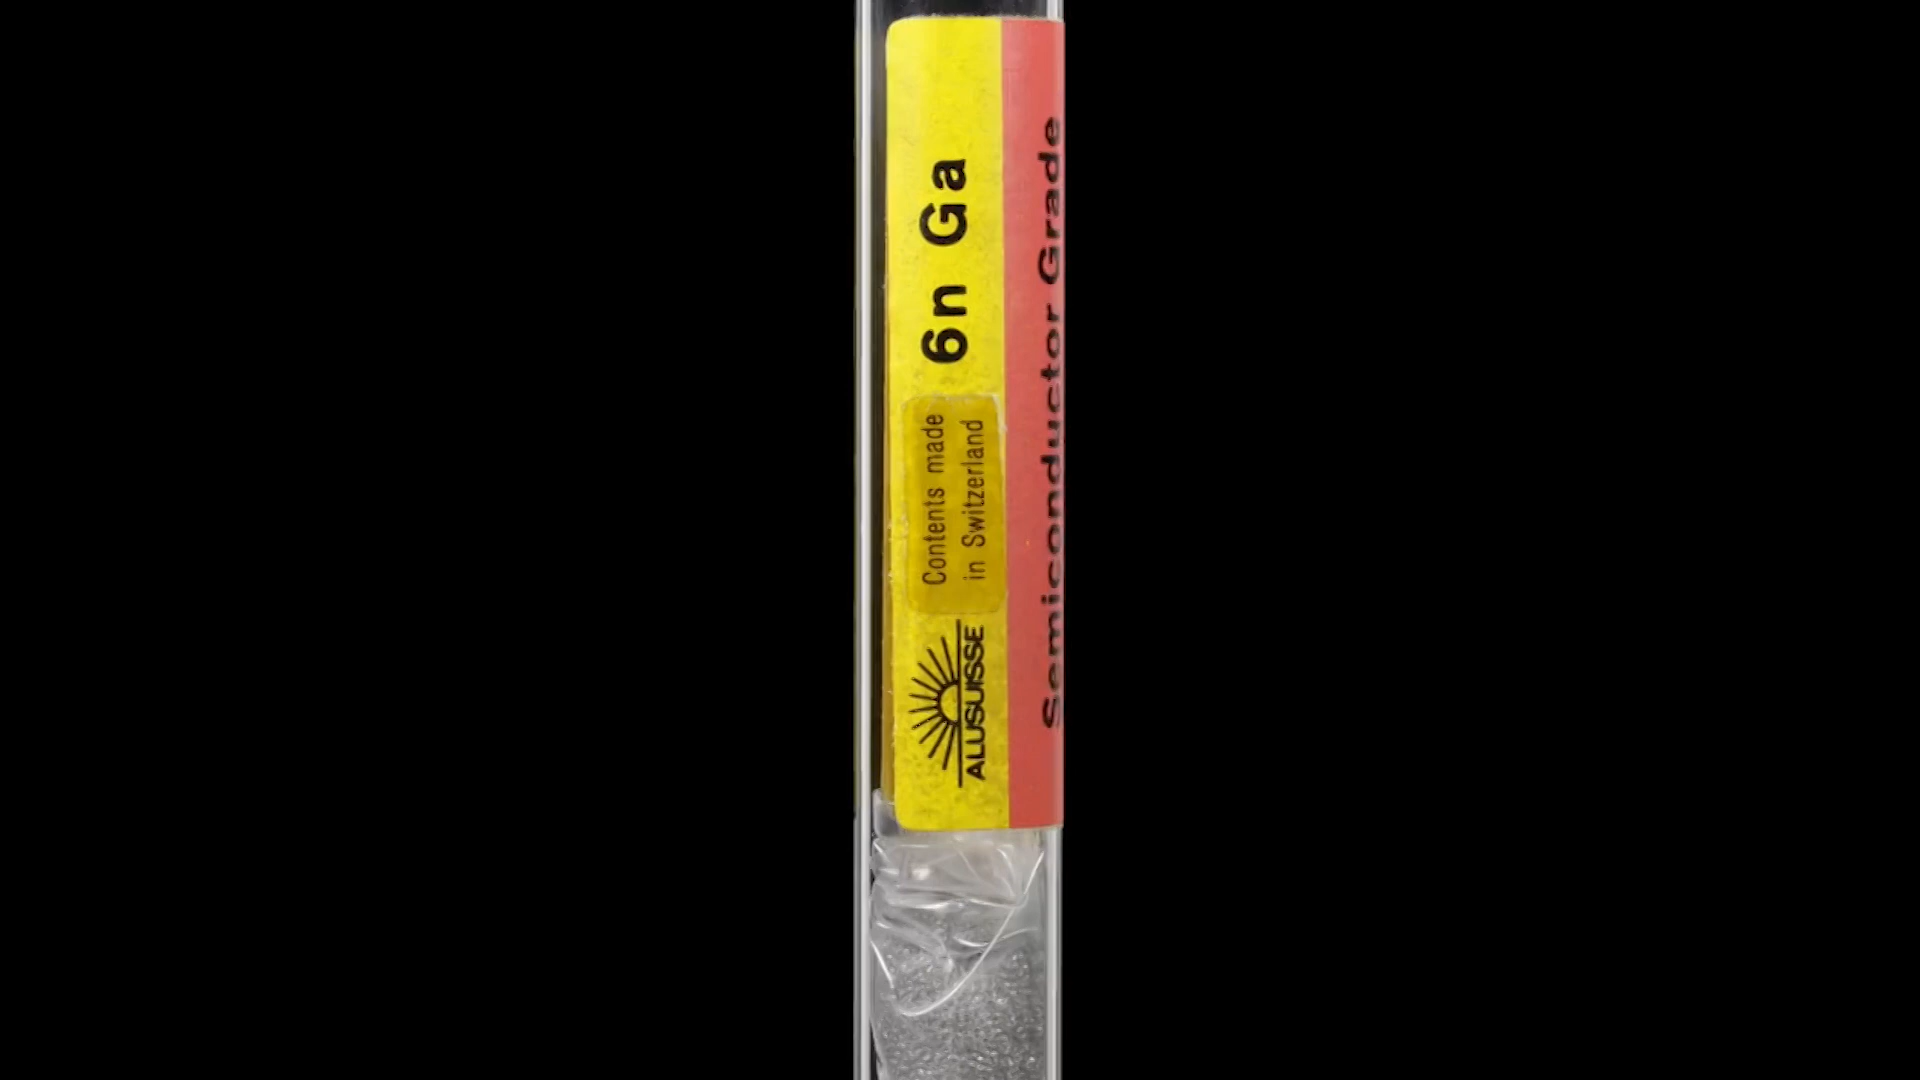 6n Ga
Contents made
in Switzerland
ALUSUISSE
Semiconductor Grade